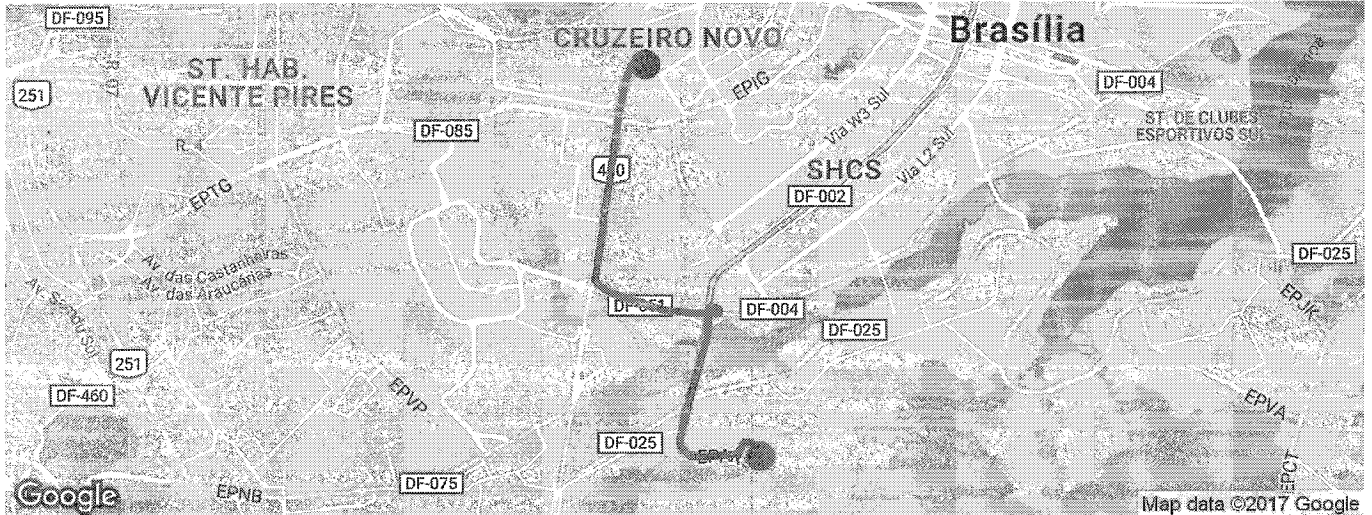 DF-095
CRUZEIRO NOVO
Brasília
ST. HAB.
VICENTE PIRES
251
EPIG
DF-004
ST. DE CLUBES
ESPORTIVOS SUL
DF-085
Via W3 Sul
R. 4
SHCS
Via L2 Sul
EPTG
DF-002
Av. das Castanheiras
Av. das Araucárias
DF-025
EPJK
DF-004
DF-025
251
DF-460
EPVP
EPVA
DF-025
DF-075
EPNB
EPCT
Google
Map data ©2017 Google